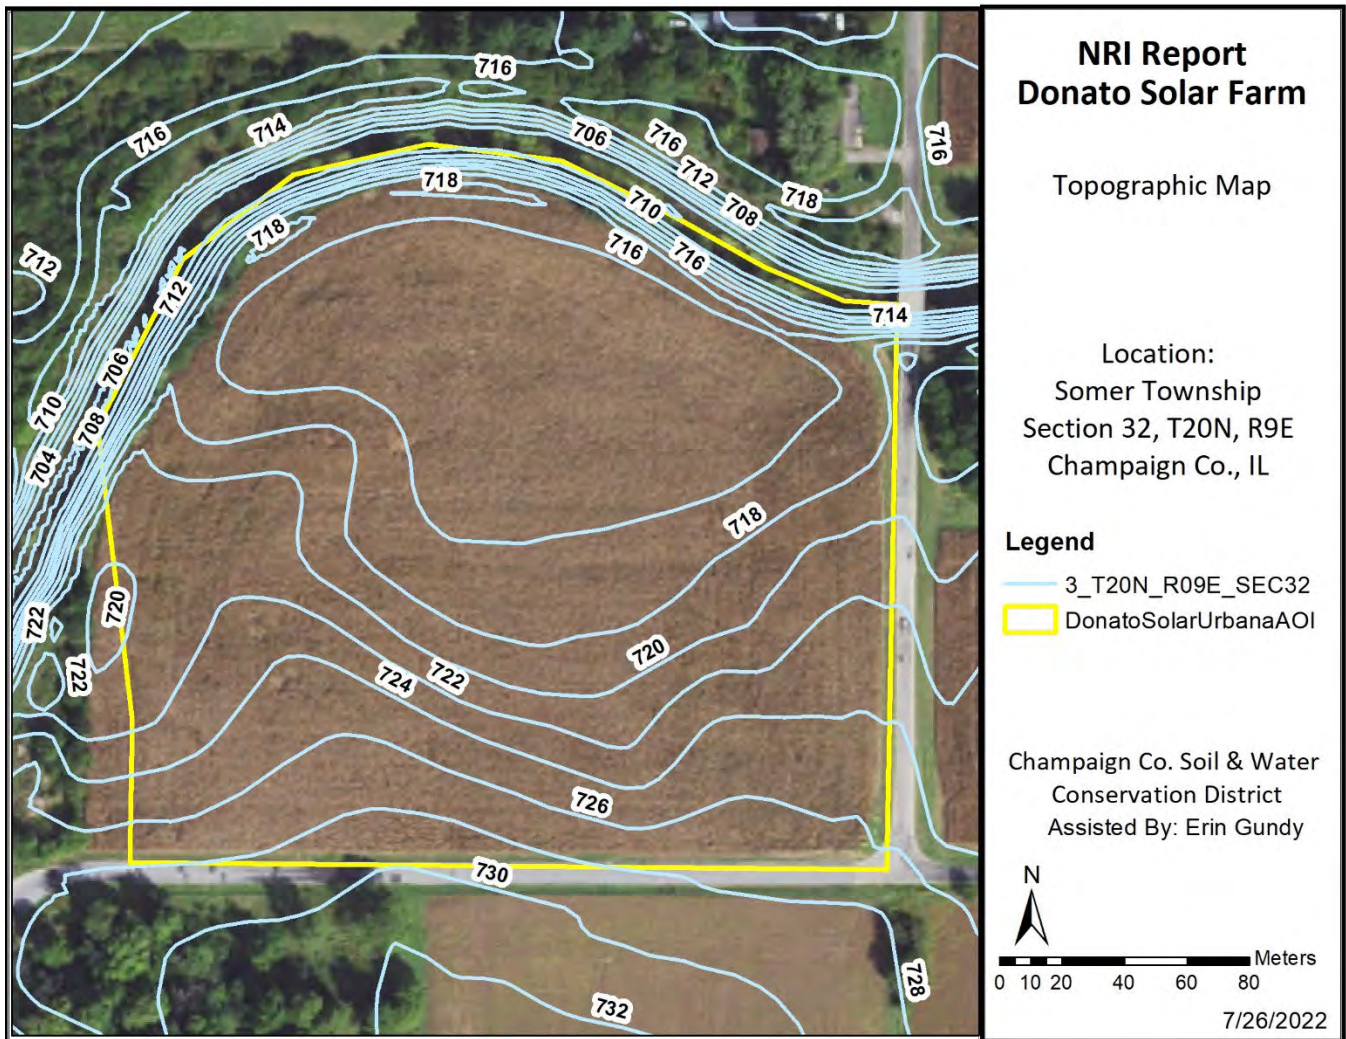 716
716
714
706
716
712
708
718
716
718
718
710
716
716
712
712
714
706
710
708
704
718
720
722
722
720
722
724
726
730
728
732
NRI Report
Donato Solar Farm
Topographic Map
Location:
Somer Township
Section 32, T20N, R9E
Champaign Co., IL
Legend
3_T20N_R09E_SEC32
DonatoSolarUrbanaAOI
Champaign Co. Soil & Water
Conservation District
Assisted By: Erin Gundy
N
Meters
0 10 20 40 60 80
7/26/2022